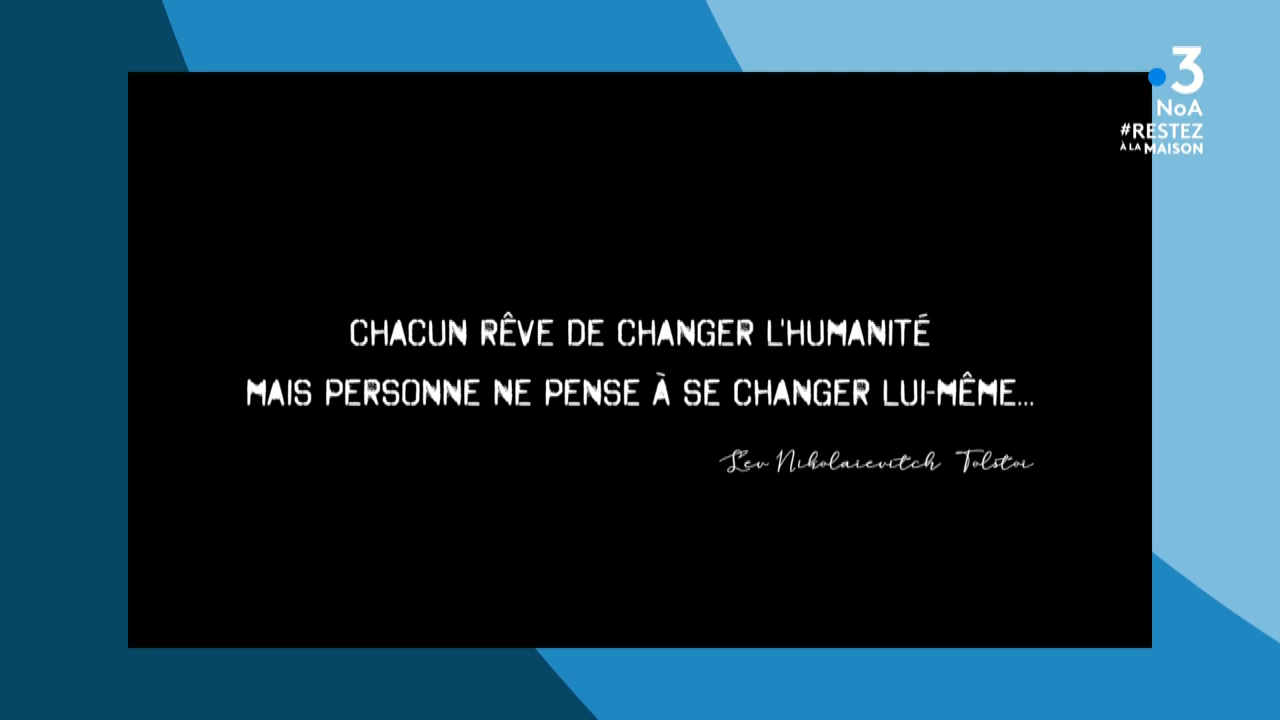 3
NoA
#RESTEZ
À LA MAISON
CHACUN RÊVE DE CHANGER L'HUMANITÉ
MAIS PERSONNE NE PENSE À SE CHANGER LUI-MÊME...
Lev Nikolaievitch Tolstoi